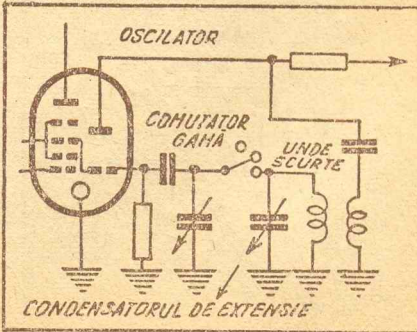 OSCILATOR
COMUTATOR
GAMĂ
UNDE
SCURTE
CONDENSATORUL DE EXTENSIE